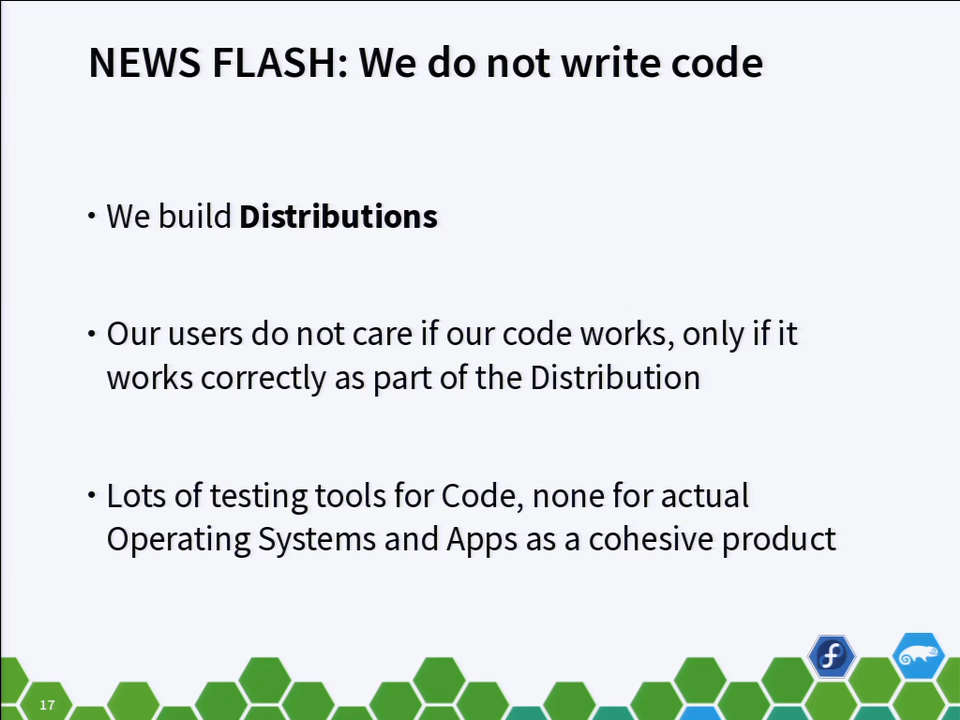 NEWS FLASH: We do not write code
• We build Distributions
• Our users do not care if our code works, only if it
works correctly as part of the Distribution
• Lots of testing tools for Code, none for actual
Operating Systems and Apps as a cohesive product
17